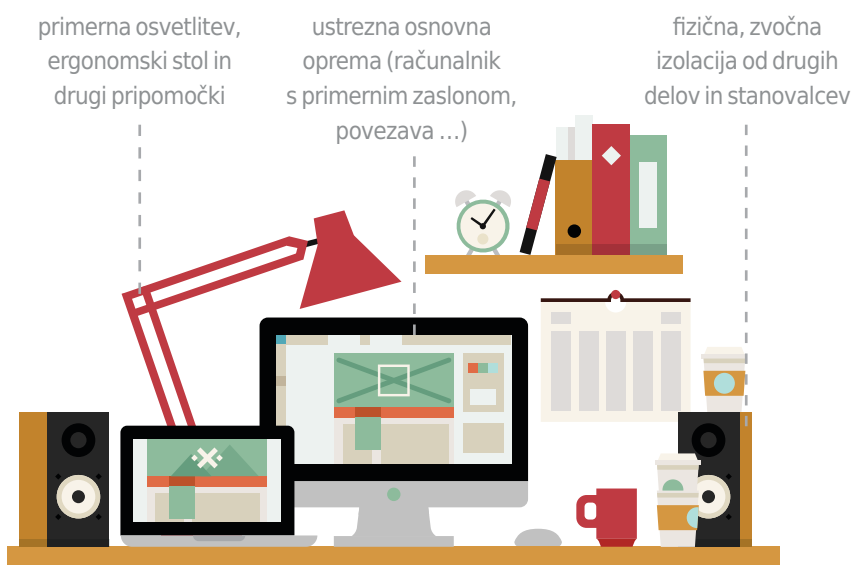 primerna osvetlitev,
ergonomski stol in
drugi pripomočki
ustrezna osnovna
oprema (računalnik
s primernim zaslonom,
povezava ...)
fizična, zvočna
izolacija od drugih
delov in stanovalcev